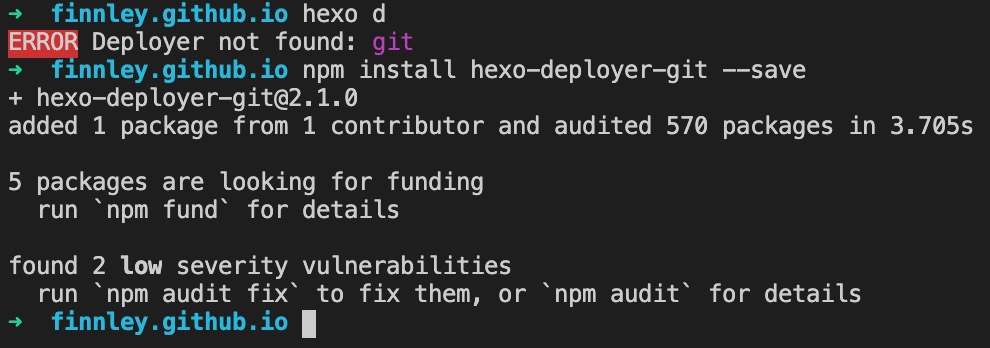 ➜  finnley.github.io hexo d
ERROR Deployer not found: git
➜  finnley.github.io npm install hexo-deployer-git --save
+ hexo-deployer-git@2.1.0
added 1 package from 1 contributor and audited 570 packages in 3.705s
5 packages are looking for funding
  run `npm fund` for details
found 2 low severity vulnerabilities
  run `npm audit fix` to fix them, or `npm audit` for details
➜  finnley.github.io